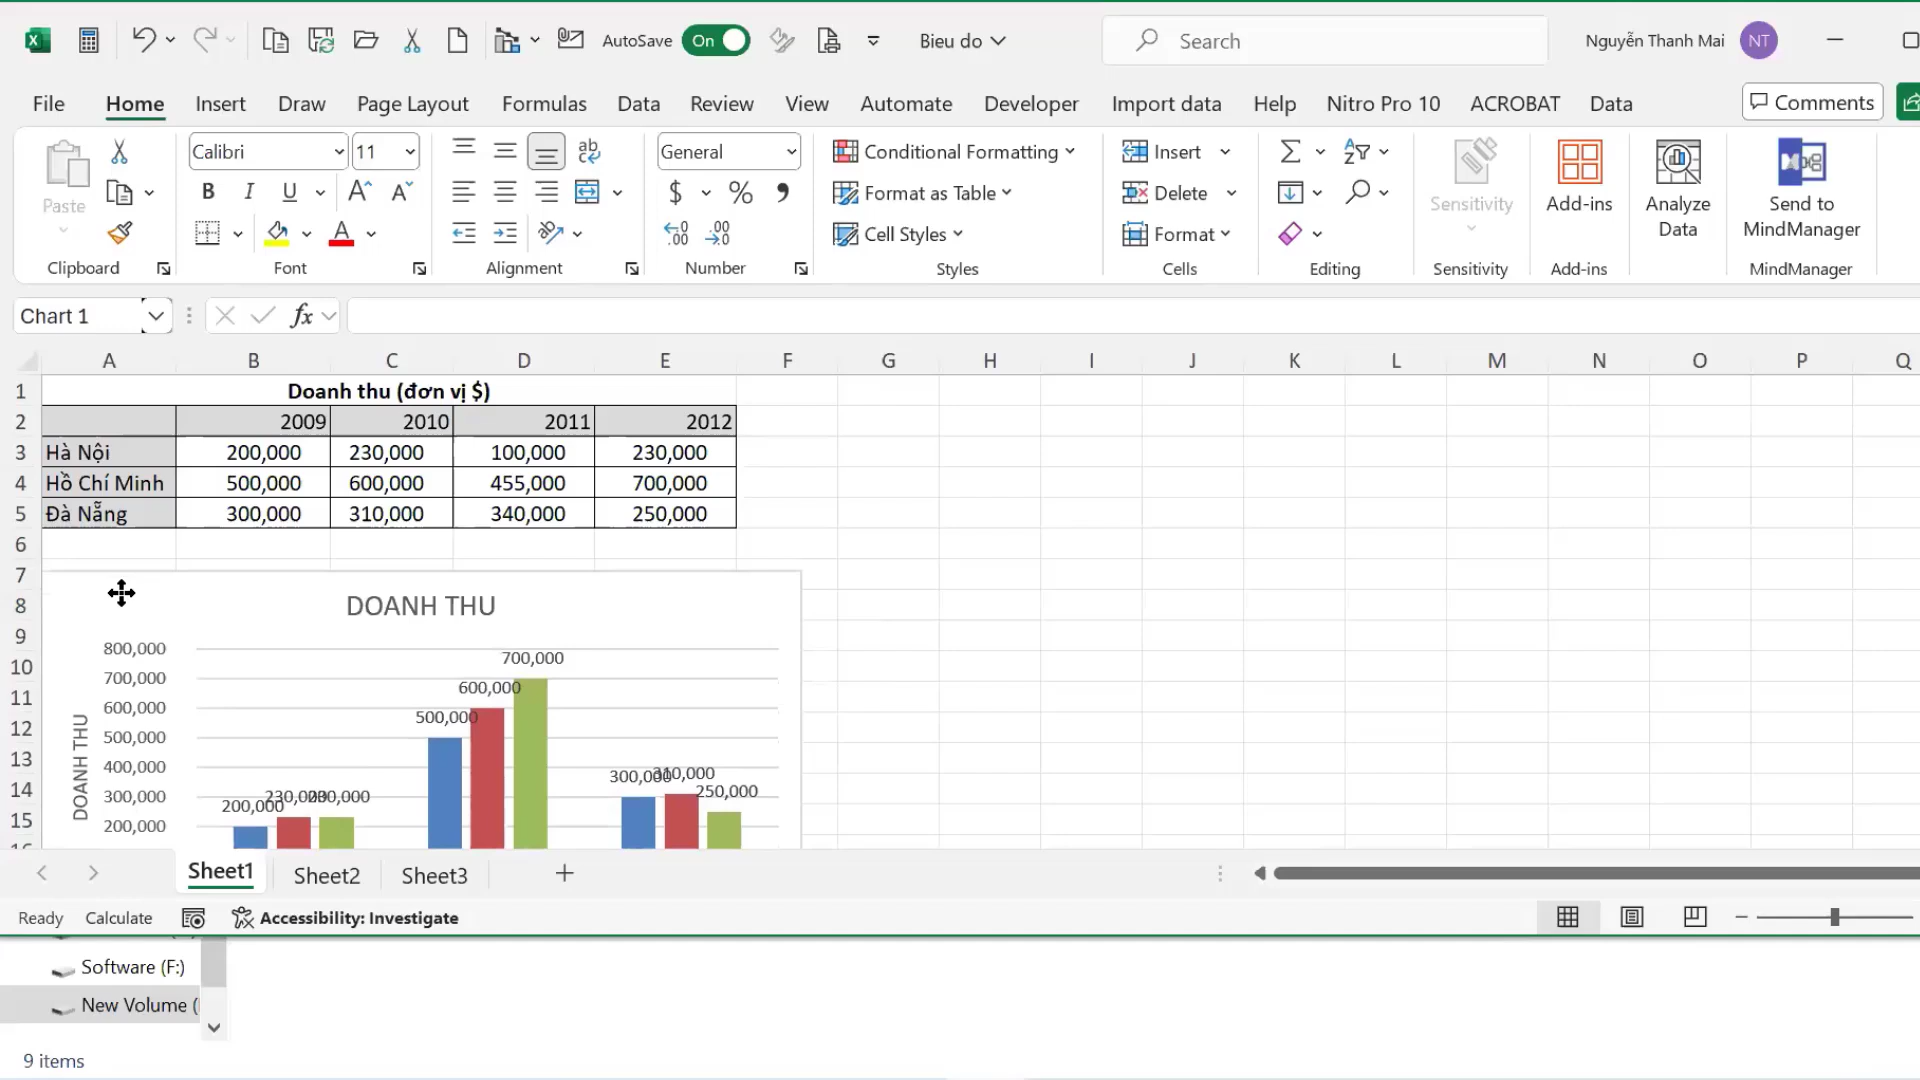 AutoSave On Bieu do Search Nguyễn Thanh Mai NT
File Home Insert Draw Page Layout Formulas Data Review View Automate Developer Import data Help Nitro Pro 10 ACROBAT Data Comments
Paste Calibri 11 General Conditional Formatting Insert
Format as Table Delete Sensitivity Add-ins Analyze Data Send to MindManager
Cell Styles Format
Clipboard Font Alignment Number Styles Cells Editing Sensitivity Add-ins MindManager
Chart 1 fx
A B C D E F G H I J K L M N O P Q
1 Doanh thu (đơn vị $)
2 2009 2010 2011 2012
3 Hà Nội 200,000 230,000 100,000 230,000
4 Hồ Chí Minh 500,000 600,000 455,000 700,000
5 Đà Nẵng 300,000 310,000 340,000 250,000
6
7
8 DOANH THU
9 800,000
10 700,000 700,000
11 600,000 600,000
12 500,000 500,000
13 400,000
14 300,000 200,000 230,000 230,000 300,000 310,000 250,000
15 200,000
DOANH THU
Sheet1 Sheet2 Sheet3
Ready Calculate Accessibility: Investigate
Software (F:)
New Volume (
9 items